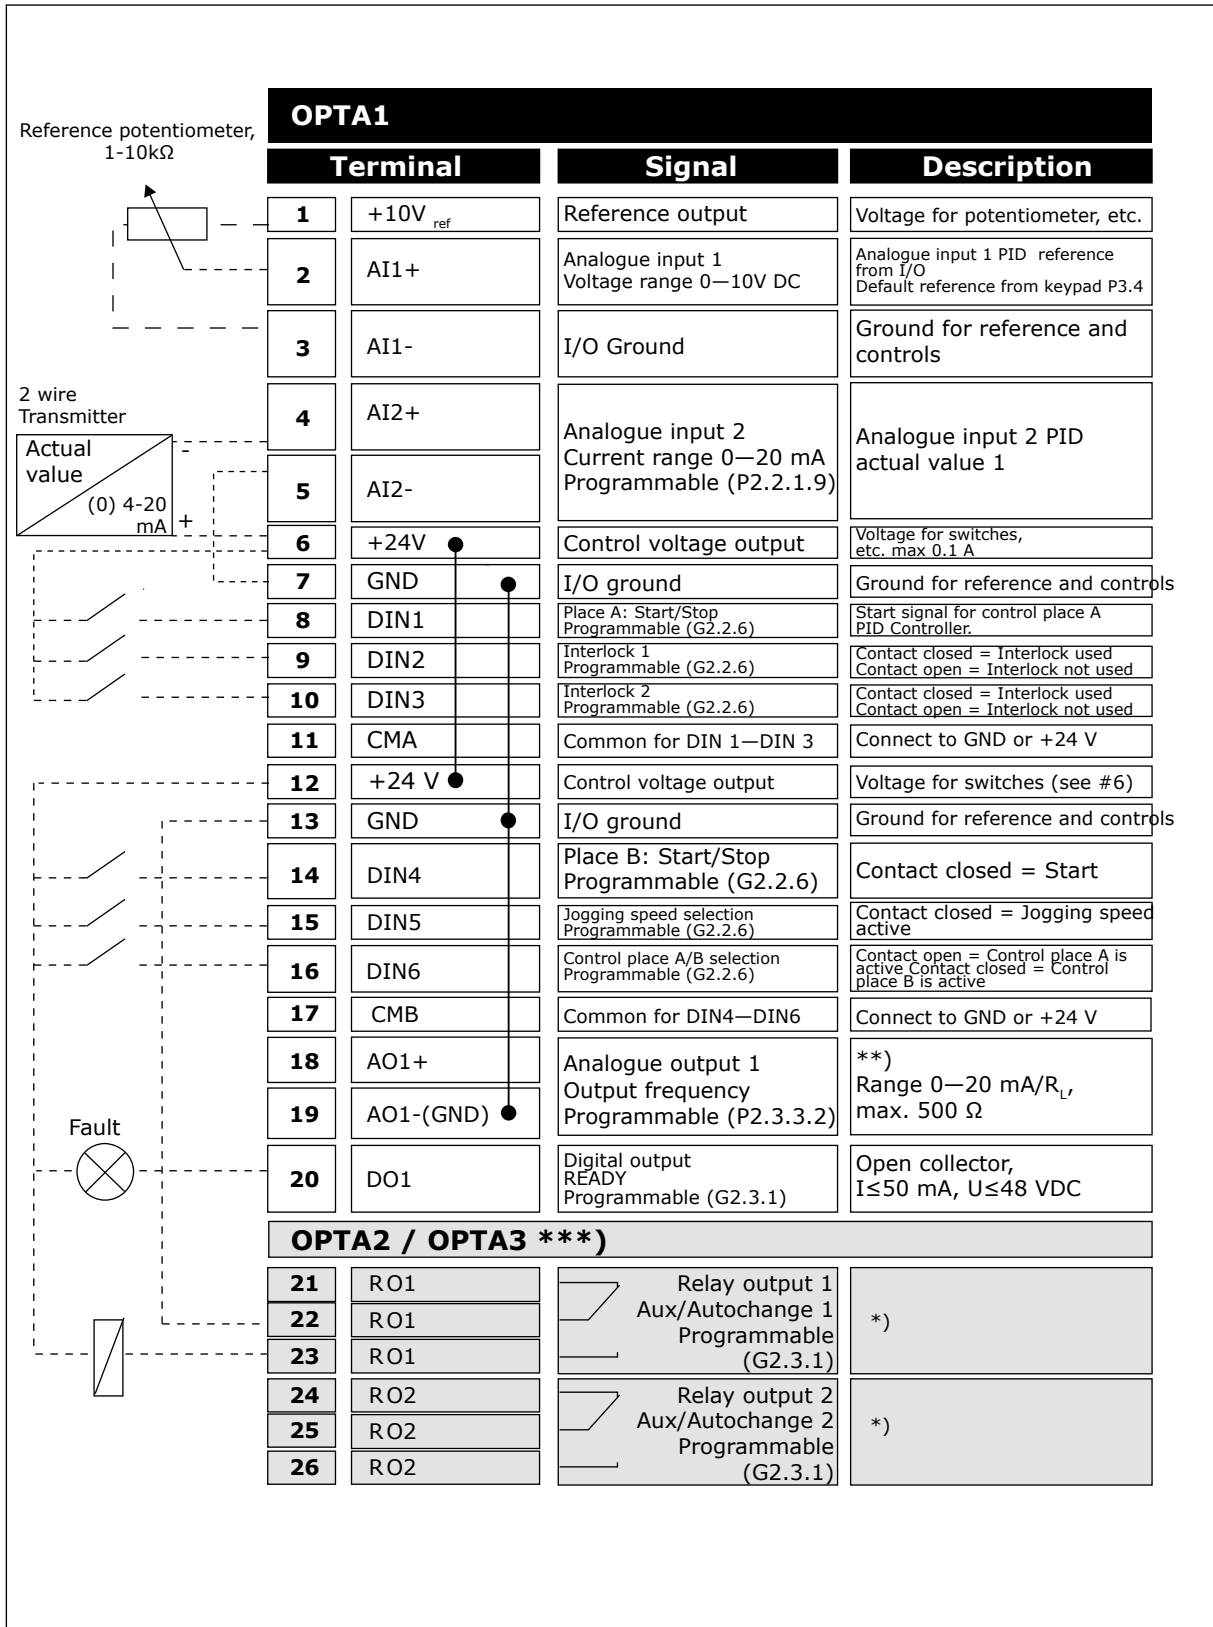 OPTA1
Reference potentiometer,
1-10kΩ
Terminal Signal Description
1 +10V ref Reference output Voltage for potentiometer, etc.
2 AI1+ Analogue input 1
Voltage range 0—10V DC
Analogue input 1 PID reference
from I/O
Default reference from keypad P3.4
3 AI1- I/O Ground Ground for reference and
controls
2 wire
Transmitter
Actual
value
(0) 4-20
mA
-
+
4 AI2+
5 AI2-
Analogue input 2
Current range 0—20 mA
Programmable (P2.2.1.9)
Analogue input 2 PID
actual value 1
6 +24V Control voltage output Voltage for switches,
etc. max 0.1 A
7 GND I/O ground Ground for reference and controls
8 DIN1 Place A: Start/Stop
Programmable (G2.2.6)
Start signal for control place A
PID Controller.
9 DIN2 Interlock 1
Programmable (G2.2.6)
Contact closed = Interlock used
Contact open = Interlock not used
10 DIN3 Interlock 2
Programmable (G2.2.6)
Contact closed = Interlock used
Contact open = Interlock not used
11 CMA Common for DIN 1—DIN 3 Connect to GND or +24 V
12 +24 V Control voltage output Voltage for switches (see #6)
13 GND I/O ground Ground for reference and controls
14 DIN4 Place B: Start/Stop
Programmable (G2.2.6)
Contact closed = Start
15 DIN5 Jogging speed selection
Programmable (G2.2.6)
Contact closed = Jogging speed
active
16 DIN6 Control place A/B selection
Programmable (G2.2.6)
Contact open = Control place A is
active Contact closed = Control
place B is active
17 CMB Common for DIN4—DIN6 Connect to GND or +24 V
18 AO1+
19 AO1-(GND)
Analogue output 1
Output frequency
Programmable (P2.3.3.2)
**)
Range 0—20 mA/RL,
max. 500 Ω
Fault
20 DO1 Digital output
READY
Programmable (G2.3.1)
Open collector,
I≤50 mA, U≤48 VDC
OPTA2 / OPTA3 ***)
21 RO1
22 RO1
23 RO1
Relay output 1
Aux/Autochange 1
Programmable
(G2.3.1)
*)
24 RO2
25 RO2
26 RO2
Relay output 2
Aux/Autochange 2
Programmable
(G2.3.1)
*)